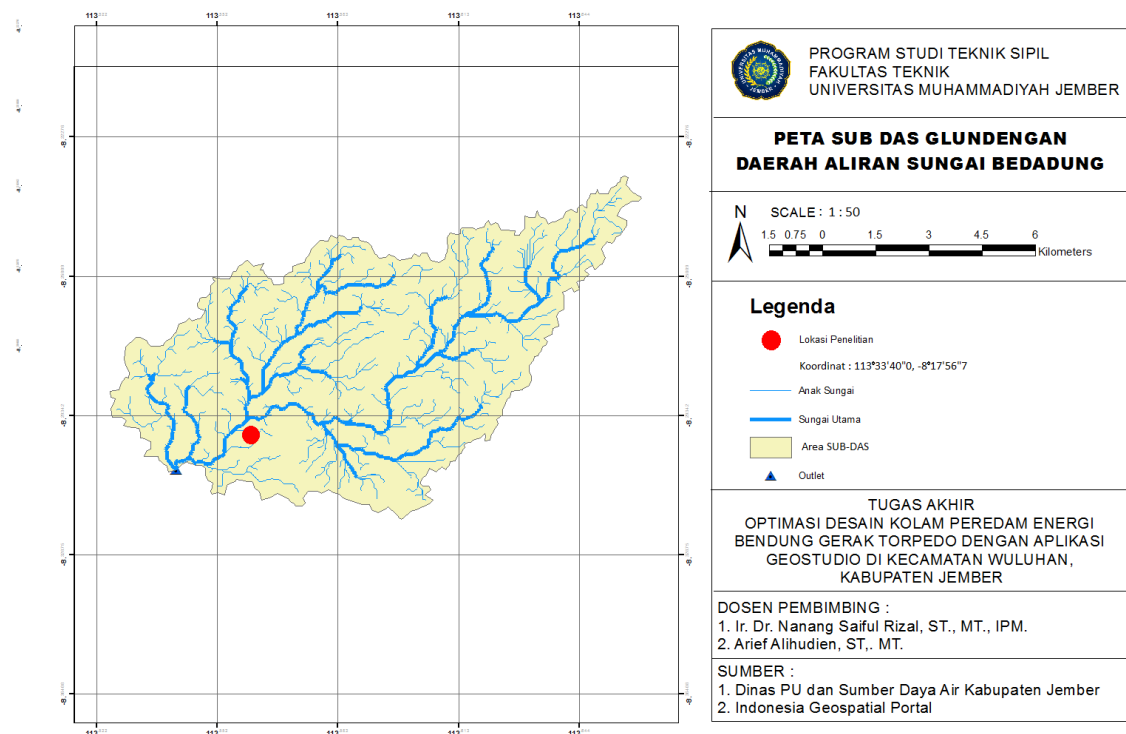 PROGRAM STUDI TEKNIK SIPIL
FAKULTAS TEKNIK
UNIVERSITAS MUHAMMADIYAH JEMBER
PETA SUB DAS GLUNDENGAN
DAERAH ALIRAN SUNGAI BEDADUNG
N
SCALE : 1 : 50
1.5 0.75 0 1.5 3 4.5 6
Kilometers
Legenda
Lokasi Penelitian
Koordinat : 113°33'40"0, -8°17'56"7
Anak Sungai
Sungai Utama
Area SUB-DAS
Outlet
TUGAS AKHIR
OPTIMASI DESAIN KOLAM PEREDAM ENERGI
BENDUNG GERAK TORPEDO DENGAN APLIKASI
GEOSTUDIO DI KECAMATAN WULUHAN,
KABUPATEN JEMBER
DOSEN PEMBIMBING :
1. Ir. Dr. Nanang Saiful Rizal, ST., MT., IPM.
2. Arief Alihudien, ST,. MT.
SUMBER :
1. Dinas PU dan Sumber Daya Air Kabupaten Jember
2. Indonesia Geospatial Portal